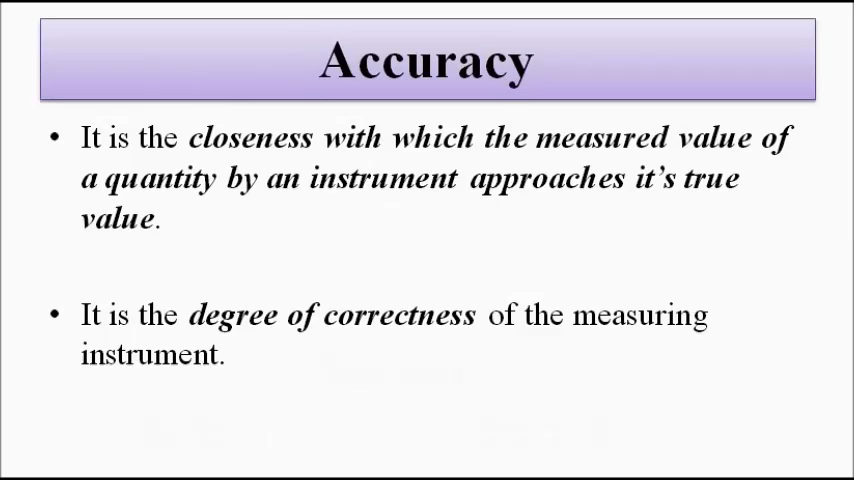 Accuracy
• It is the closeness with which the measured value of
a quantity by an instrument approaches it's true
value.
• It is the degree of correctness of the measuring
instrument.